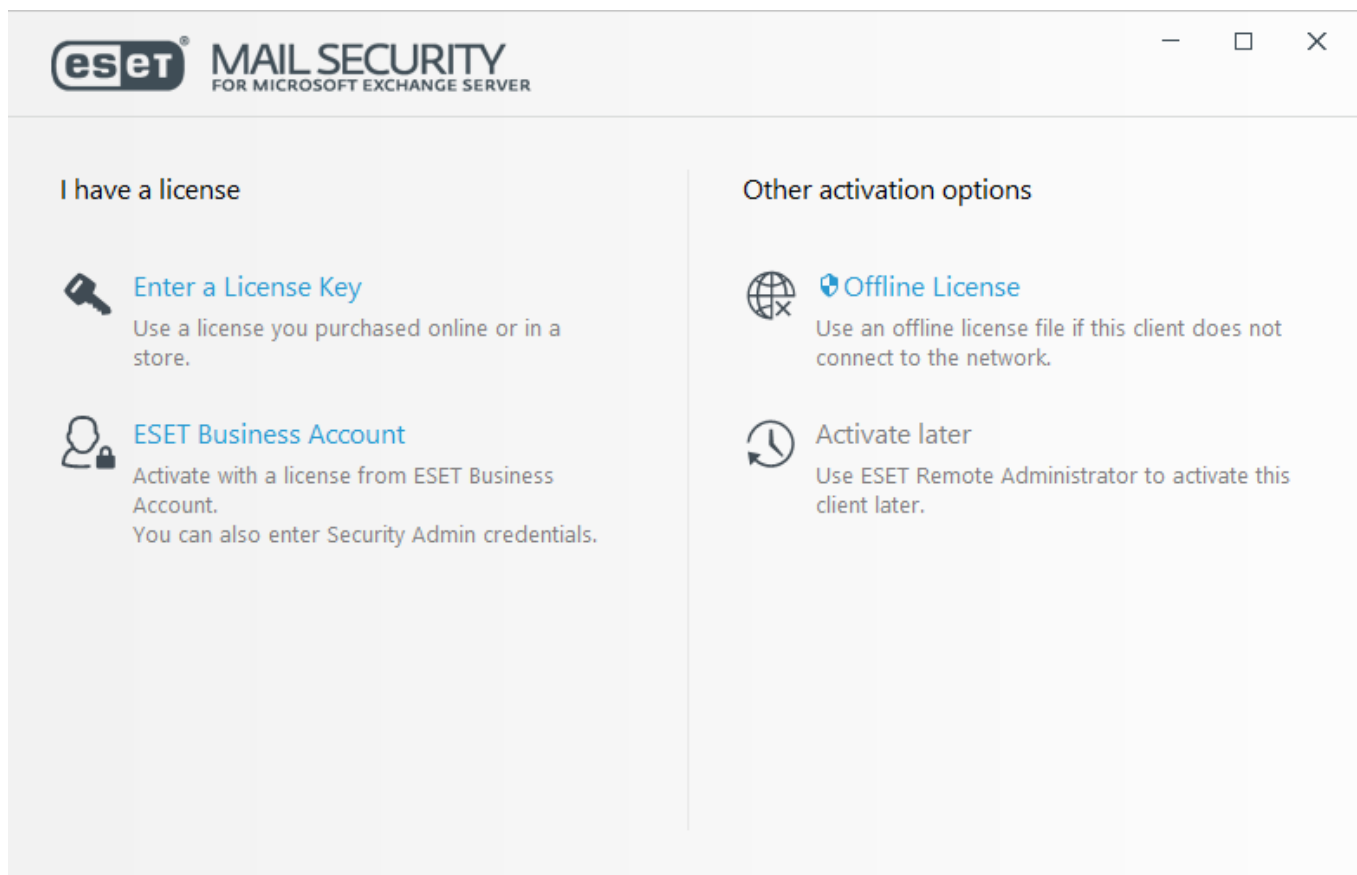 eset® MAIL SECURITY
FOR MICROSOFT EXCHANGE SERVER
I have a license
Enter a License Key
Use a license you purchased online or in a
store.
ESET Business Account
Activate with a license from ESET Business
Account.
You can also enter Security Admin credentials.
Other activation options
Offline License
Use an offline license file if this client does not
connect to the network.
Activate later
Use ESET Remote Administrator to activate this
client later.